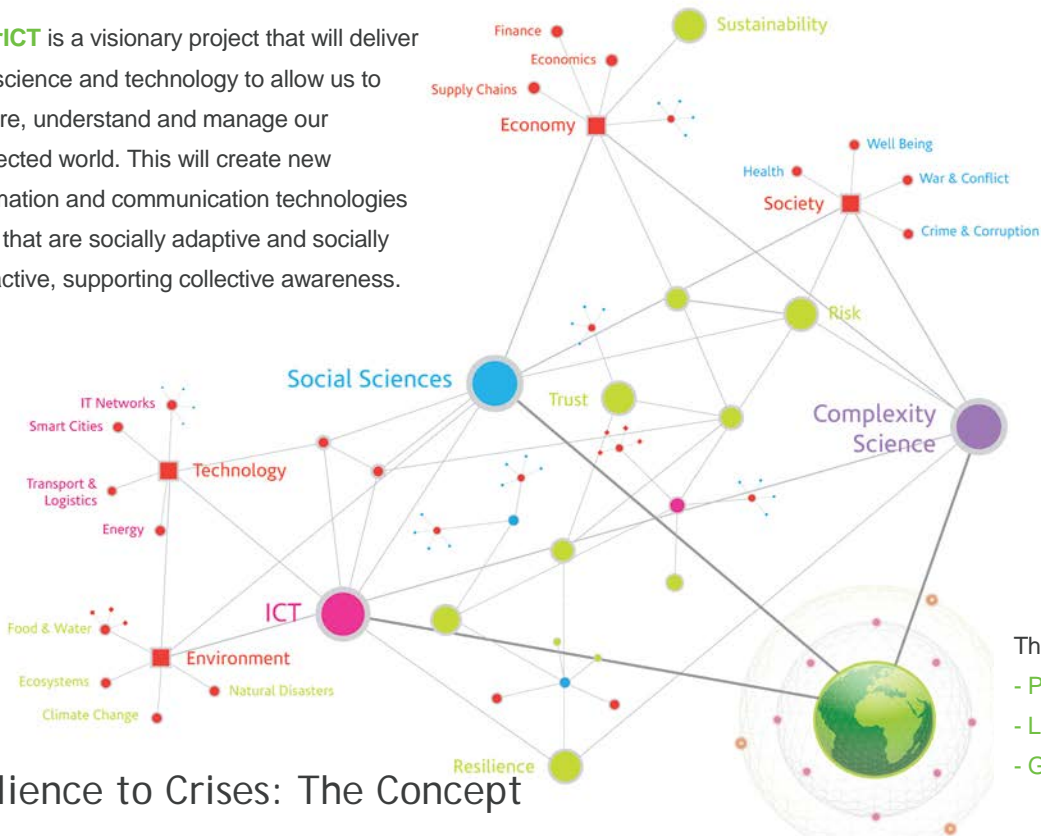 rICT is a visionary project that will deliver
science and technology to allow us to
re, understand and manage our
ected world. This will create new
mation and communication technologies
that are socially adaptive and socially
active, supporting collective awareness.
Sustainability
Finance
Economics
Supply Chains
Economy
Well Being
Health
War & Conflict
Society
Crime & Corruption
Risk
Social Sciences
Trust
Complexity
Science
IT Networks
Smart Cities
Technology
Transport &
Logistics
Energy
ICT
Food & Water
Environment
Ecosystems
Natural Disasters
Climate Change
Resilience
Th
- P
- L
- G
lience to Crises: The Concept